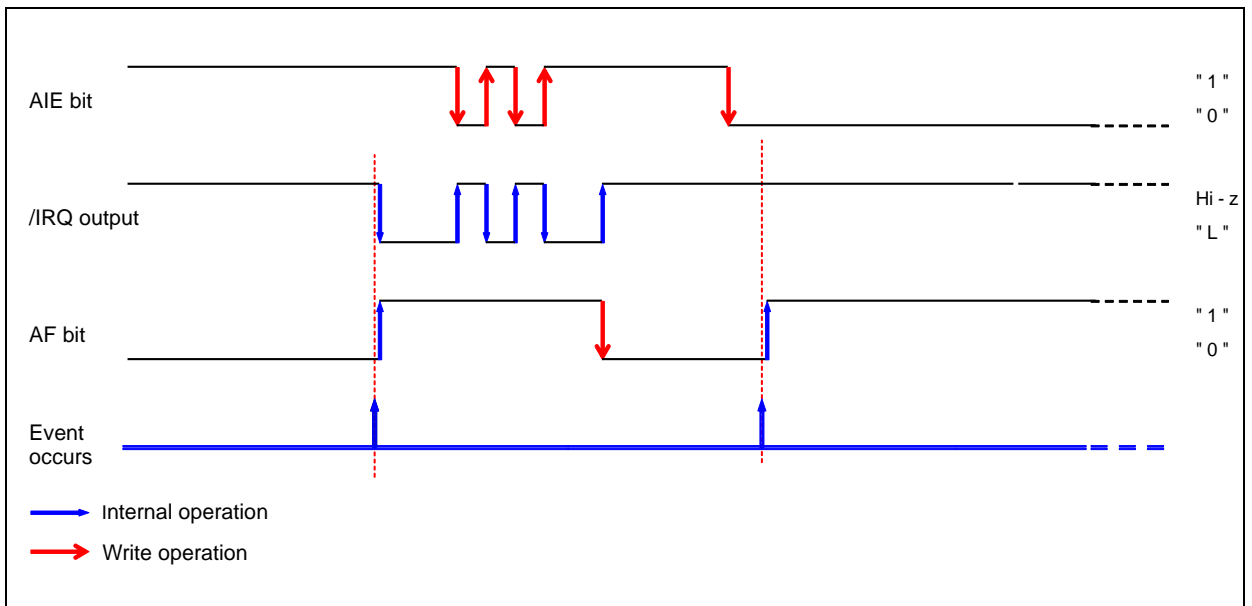 AIE bit
" 1 "
" 0 "
/IRQ output
Hi - z
" L "
AF bit
" 1 "
" 0 "
Event
occurs
Internal operation
Write operation